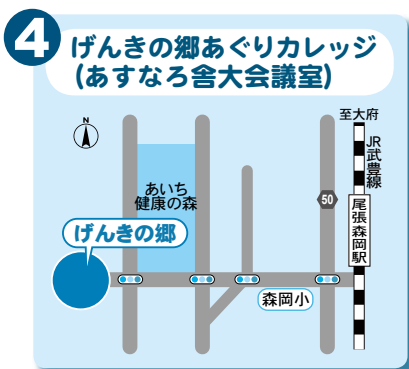 4
げんきの郷あぐりカレッジ
(あすなろ舎大会議室)
N
至大府
JR武豊線
あいち
健康の森
50
尾張森岡駅
げんきの郷
森岡小